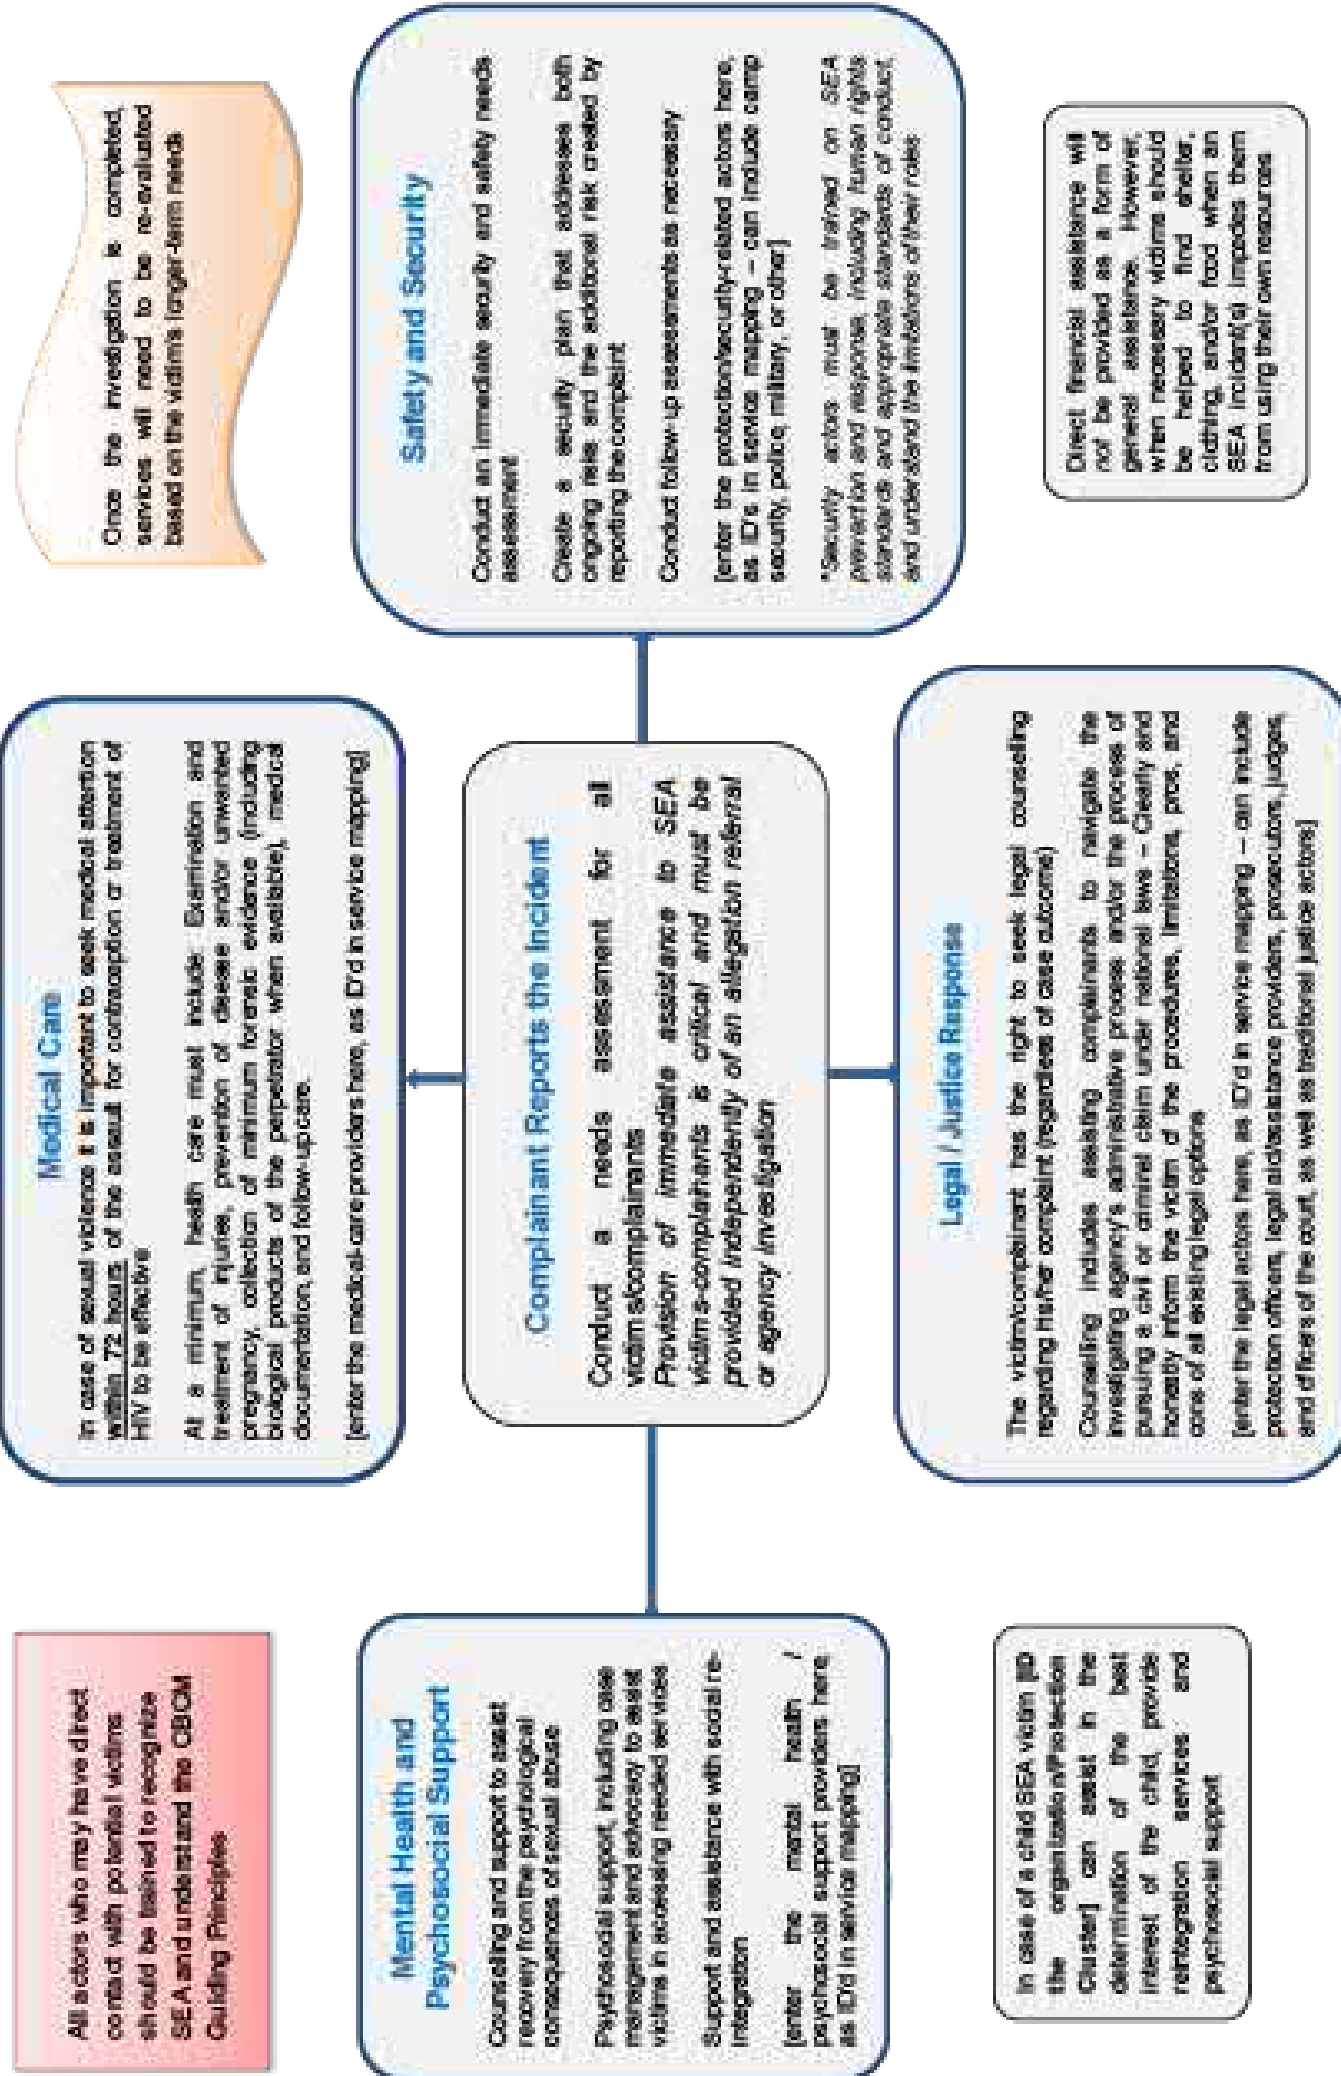 All actors who may have direct
contact with potential victims
should be trained to recognize
SEA and understand the CBCM
Guiding Principles
Medical Care
In case of sexual violence it is important to seek medical attention
within 72 hours of the assault for contraception or treatment of
HIV to be effective
At a minimum, health care must include: Examination and
treatment of injuries, prevention of disease and/or unwanted
pregnancy, collection of minimum forensic evidence (including
biological products of the perpetrator when available), medical
documentation, and follow-up care.
[enter the medical-care providers here, as ID'd in service mapping]
Once the investigation is completed,
services will need to be re-evaluated
based on the victim's longer-term needs
Mental Health and
Psychosocial Support
Counselling and support to assist
recovery from the psychological
consequences of sexual abuse
Psychosocial support, including case
management and advocacy to assist
victims in accessing needed services
Support and assistance with social re-
integration
[enter the mental health /
psychosocial support providers here,
as ID'd in service mapping]
Complainant Reports the Incident
Conduct a needs assessment for all
victims/complainants
Provision of immediate assistance to SEA
victims-complainants is critical and must be
provided independently of an allegation referral
or agency investigation
Safety and Security
Conduct an immediate security and safety needs
assessment
Create a security plan that addresses both
ongoing risks and the additional risk created by
reporting the complaint
Conduct follow-up assessments as necessary
[enter the protection/security-related actors here,
as ID'd in service mapping – can include camp
security, police, military, or other]
*Security actors must be trained on SEA
prevention and response, including human rights
standards and appropriate standards of conduct,
and understand the limitations of their roles
In case of a child SEA victim [ID
the organization/Protection
Cluster] can assist in the
determination of the best
interest of the child, provide
reintegration services and
psychosocial support
Legal / Justice Response
The victim/complainant has the right to seek legal counselling
regarding his/her complaint (regardless of case outcome)
Counselling includes assisting complainants to navigate the
investigating agency's administrative process and/or the process of
pursuing a civil or criminal claim under national laws – Clearly and
honestly inform the victim of the procedures, limitations, pros, and
cons of all existing legal options
[enter the legal actors here, as ID'd in service mapping – can include
protection officers, legal aid/assistance providers, prosecutors, judges,
and officers of the court, as well as traditional justice actors]
Direct financial assistance will
not be provided as a form of
general assistance. However,
when necessary victims should
be helped to find shelter,
clothing, and/or food when an
SEA incident(s) impedes them
from using their own resources